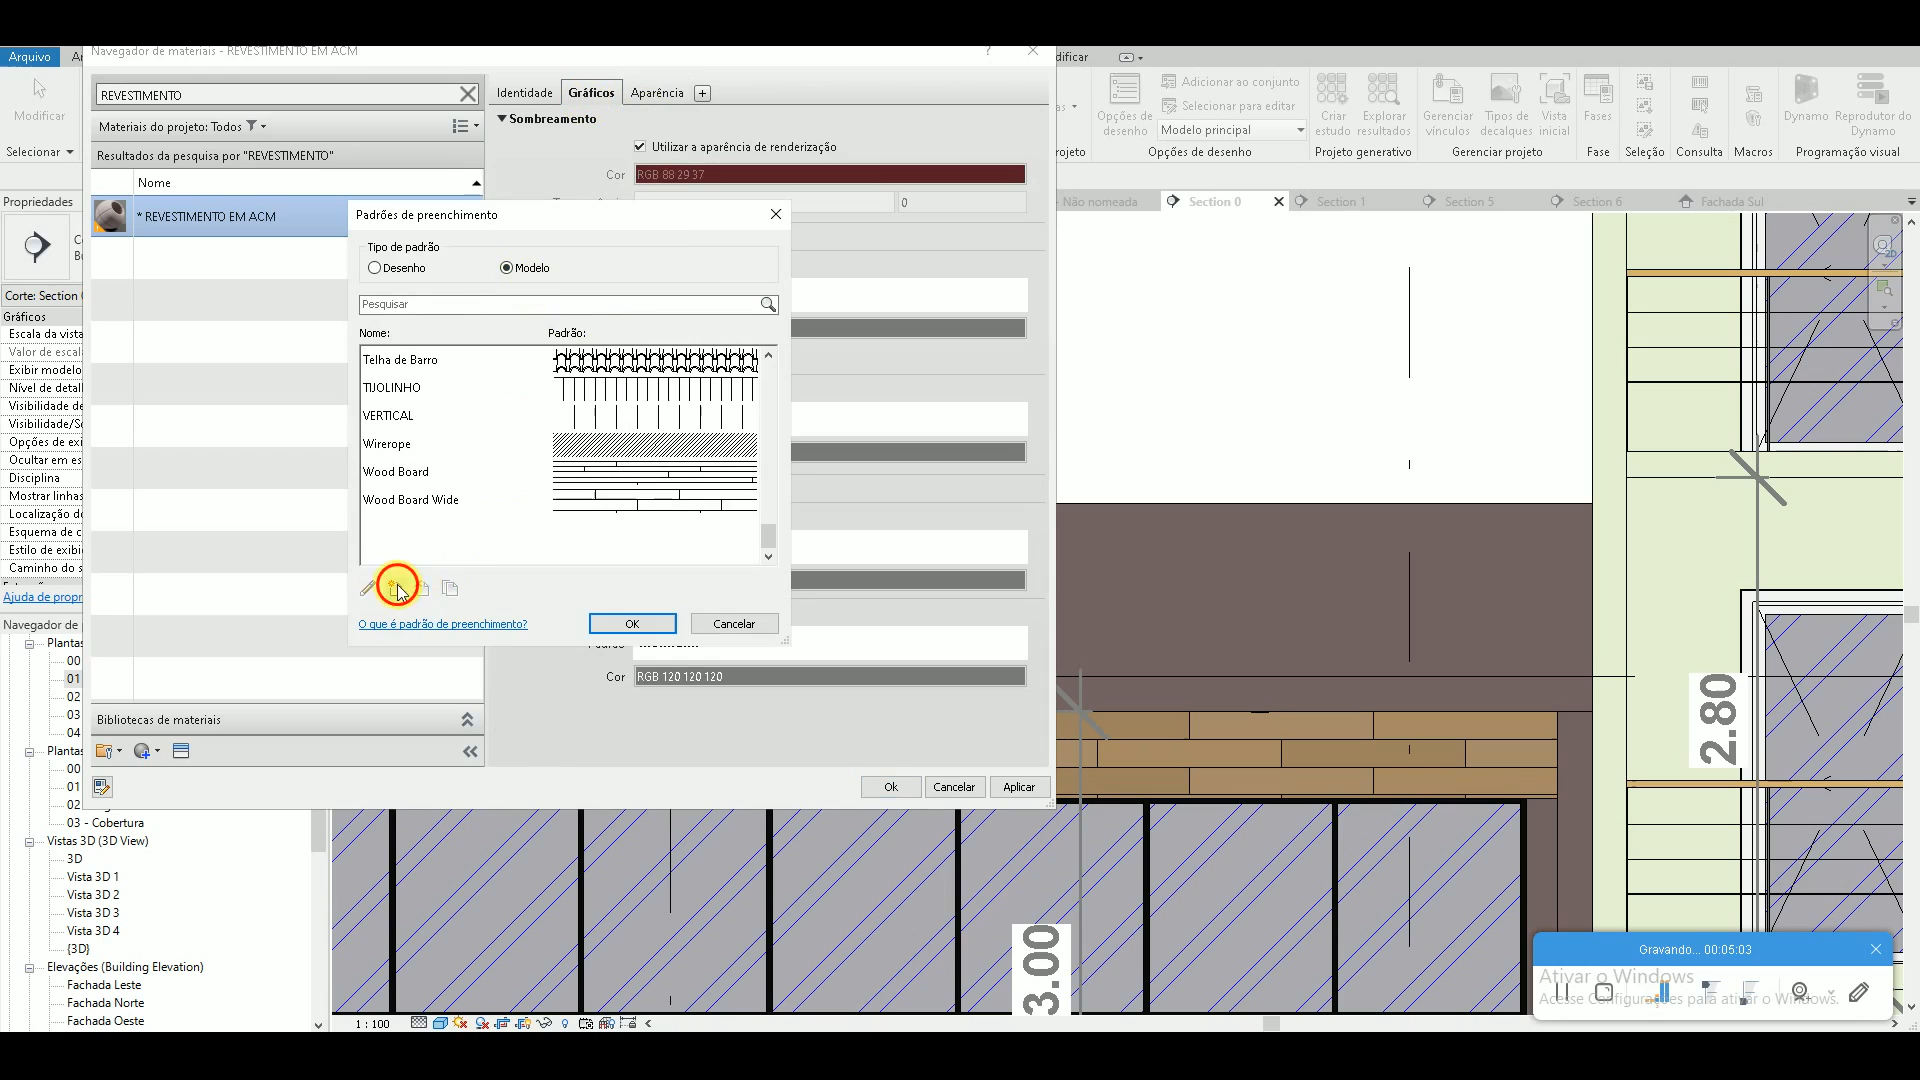 Navegador de materiais - REVESTIMENTO EM ACM
?
Arquivo
Modificar
Selecionar
REVESTIMENTO
Materiais do projeto: Todos
Resultados da pesquisa por "REVESTIMENTO"
Nome
* REVESTIMENTO EM ACM
Identidade
Gráficos
Aparência
Sombreamento
Utilizar a aparência de renderização
Cor
RGB 88 29 37
0
Padrões de preenchimento
Tipo de padrão
Desenho
Modelo
Pesquisar
Nome:
Padrão:
Telha de Barro
TIJOLINHO
VERTICAL
Wirerope
Wood Board
Wood Board Wide
O que é padrão de preenchimento?
OK
Cancelar
Cor
RGB 120 120 120
Bibliotecas de materiais
Ok
Cancelar
Aplicar
dificar
Opções de desenho
Adicionar ao conjunto
Selecionar para editar
Modelo principal
Criar estudo
Explorar resultados
Gerenciar vínculos
Tipos de decalques
Vista inicial
Fases
Dynamo
Reprodutor do Dynamo
rojeto
Opções de desenho
Projeto generativo
Gerenciar projeto
Fase
Seleção
Consulta
Macros
Programação visual
Não nomeada
Section 0
Section 1
Section 5
Section 6
Fachada Sul
2D
Propriedades
Corte: Section
Gráficos
Escala da vista
Valor de escal
Exibir modelo
Nível de detal
Visibilidade de
Visibilidade/S
Opções de exi
Ocultar em es
Disciplina
Mostrar linhas
Localização d
Esquema de c
Estilo de exibi
Caminho do s
Ajuda de propr
Navegador de
Plantas
00
01
02
03
04
Plantas
00
01
02
03 - Cobertura
Vistas 3D (3D View)
3D
Vista 3D 1
Vista 3D 2
Vista 3D 3
Vista 3D 4
{3D}
Elevações (Building Elevation)
Fachada Leste
Fachada Norte
Fachada Oeste
1 : 100
2.80
3.00
Gravando... 00:05:03
Ativar o Windows
Acesse Configurações para ativar o Windows.